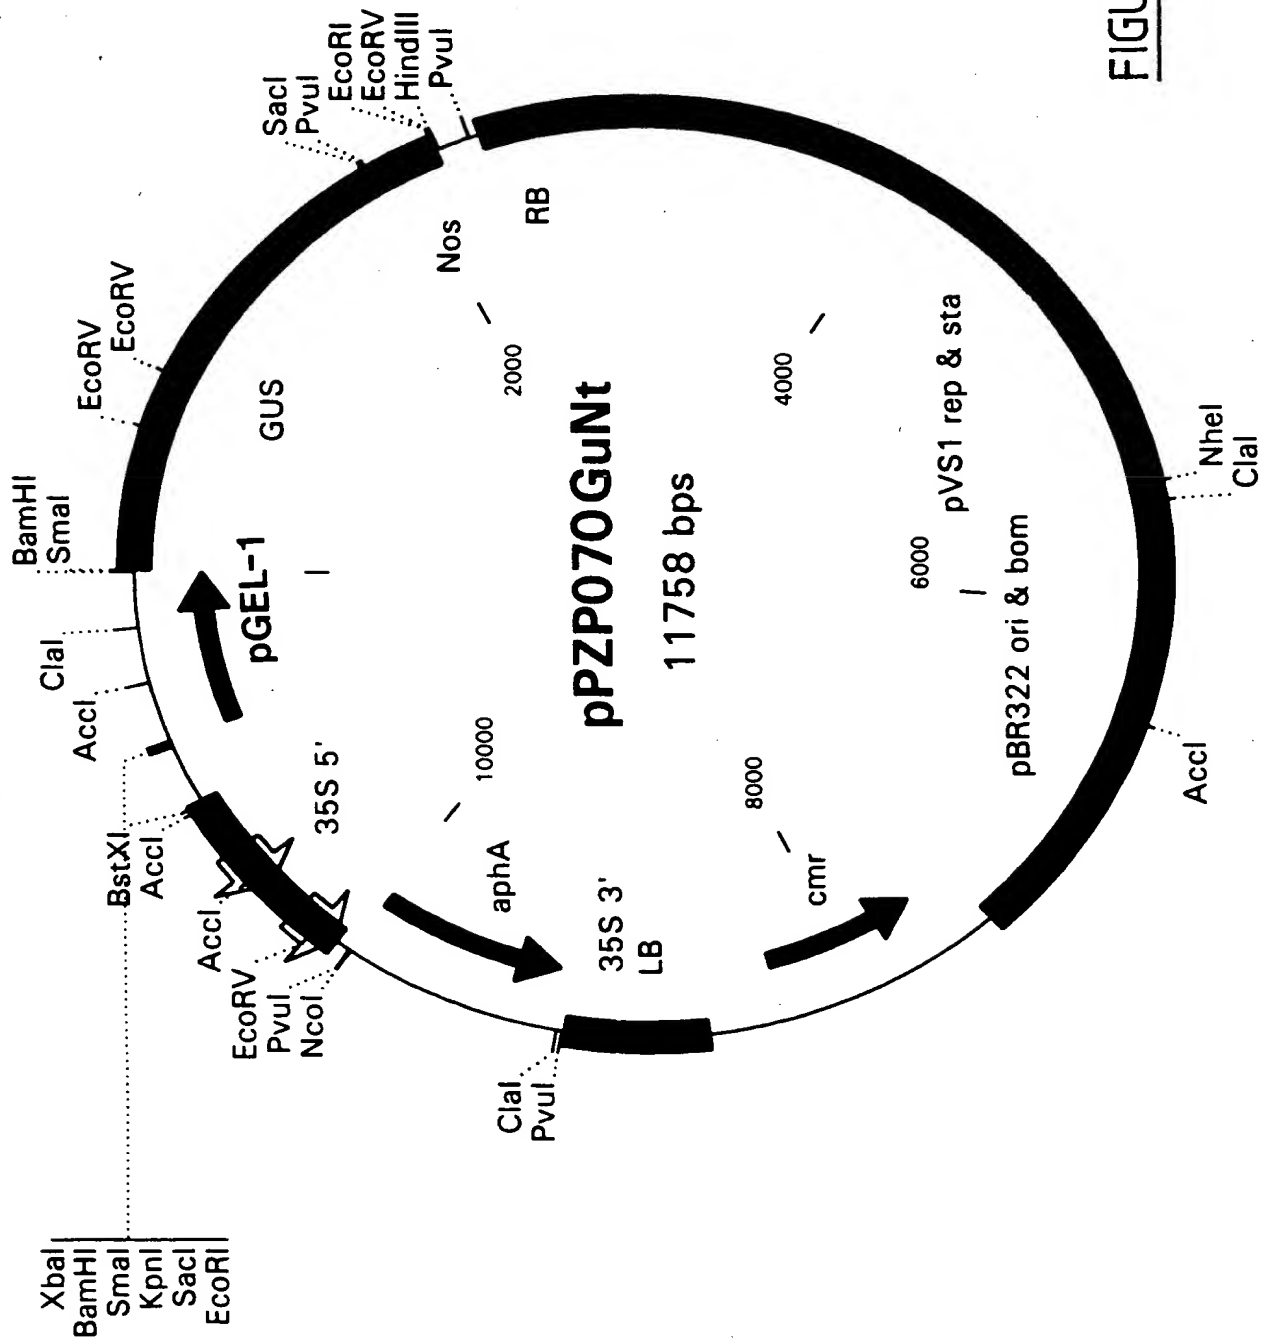 XbaI
BamHI
SmaI
KpnI
SacI
EcoRI
BstXI
AccI
AccI
EcoRV
PvuI
NcoI
ClaI
PvuI
AccI
ClaI
BamHI
SmaI
EcoRV
EcoRV
SacI
PvuI
EcoRI
EcoRV
HindIII
PvuI
pGEL-1
GUS
Nos
RB
35S 5'
aphA
35S 3'
LB
cmr
2000
4000
6000
8000
10000
pPZP070GuNt
11758 bps
pVS1 rep & sta
pBR322 ori & bom
NheI
ClaI
AccI
FIGU